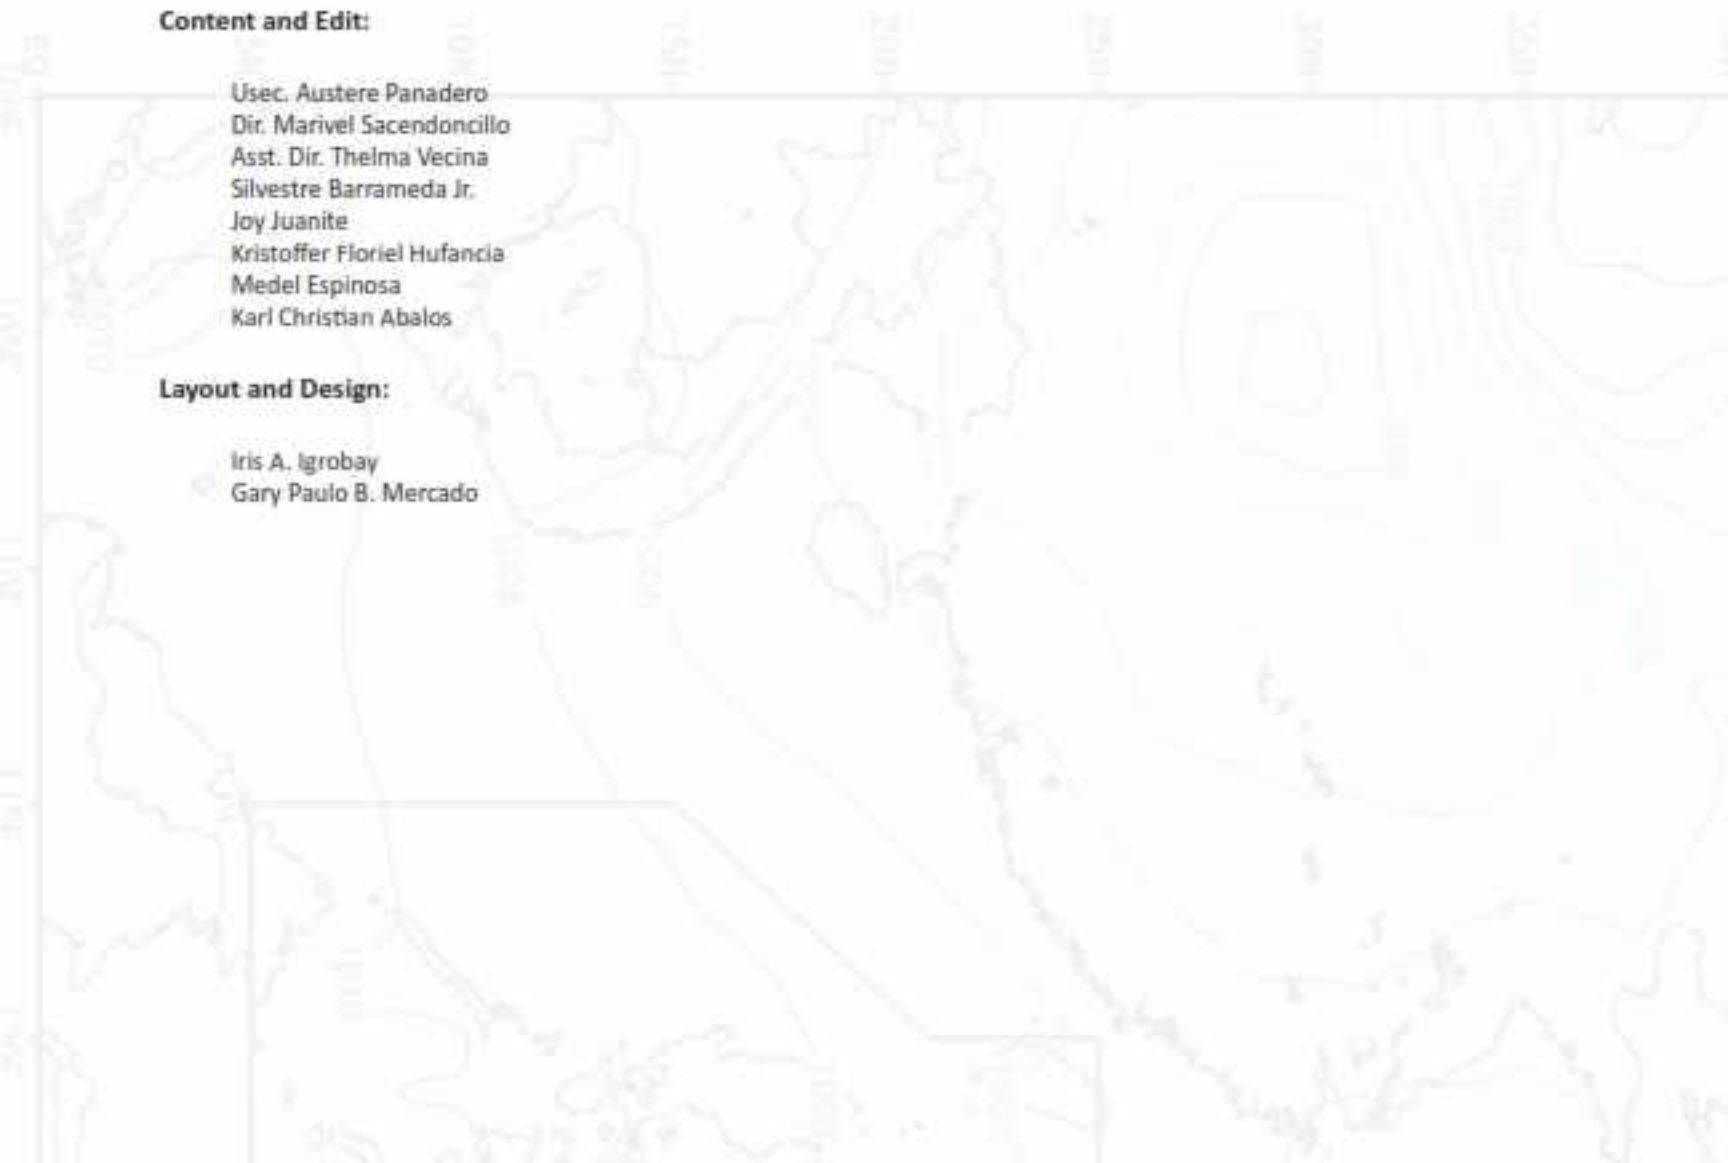 Content and Edit:
Usec. Austere Panadero
Dir. Marivel Sacendoncillo
Asst. Dir. Thelma Vecina
Silvestre Barrameda Jr.
Joy Juanite
Kristoffer Floriel Hufancia
Medel Espinosa
Karl Christian Abalos
Layout and Design:
Iris A. Igrobay
Gary Paulo B. Mercado